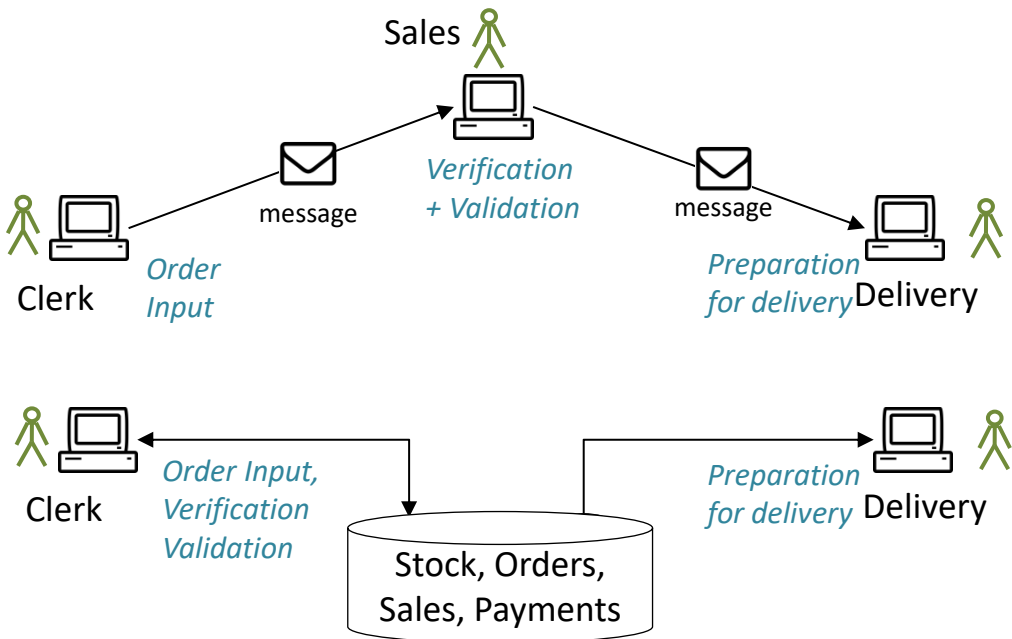 Sales
Verification
+ Validation
message
message
Clerk
Order
Input
Preparation
for delivery
Delivery
Clerk
Order Input,
Verification
Validation
Preparation
for delivery
Delivery
Stock, Orders,
Sales, Payments